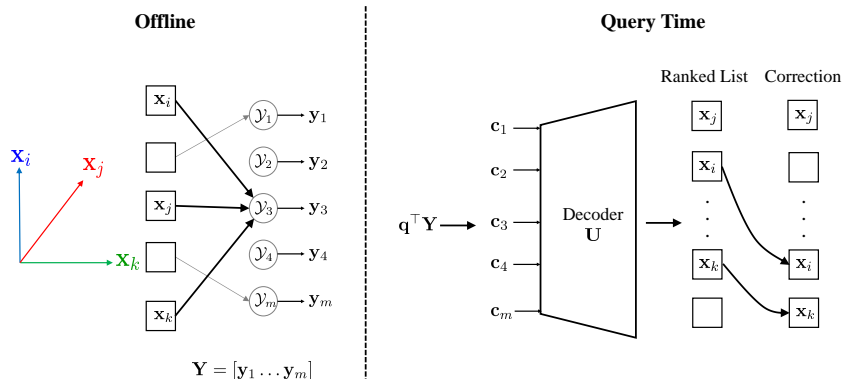 Offline
𝐱_i
𝐱_j
𝐱_k
𝐱_i
𝐱_j
𝐱_k
𝒴_1
𝒴_2
𝒴_3
𝒴_4
𝒴_m
𝐲_1
𝐲_2
𝐲_3
𝐲_4
𝐲_m
𝐘 = [𝐲_1 … 𝐲_m]
Query Time
𝐪^⊤𝐘
𝐜_1
𝐜_2
𝐜_3
𝐜_4
𝐜_m
Decoder
𝐔
Ranked List
𝐱_j
𝐱_i
𝐱_k
Correction
𝐱_j
𝐱_i
𝐱_k